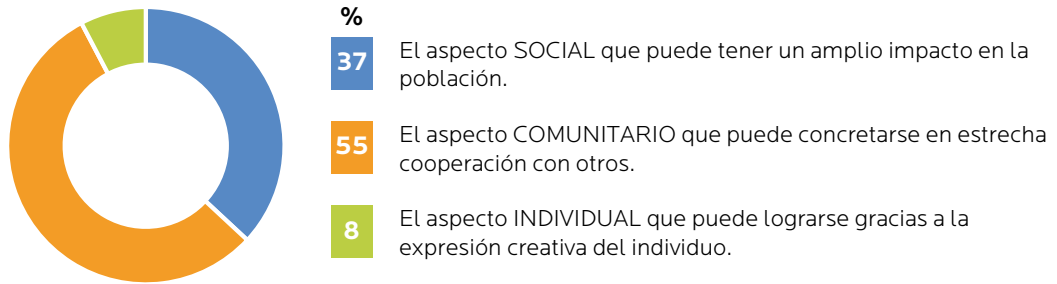 %
37
El aspecto SOCIAL que puede tener un amplio impacto en la
población.
55
El aspecto COMUNITARIO que puede concretarse en estrecha
cooperación con otros.
8
El aspecto INDIVIDUAL que puede lograrse gracias a la
expresión creativa del individuo.